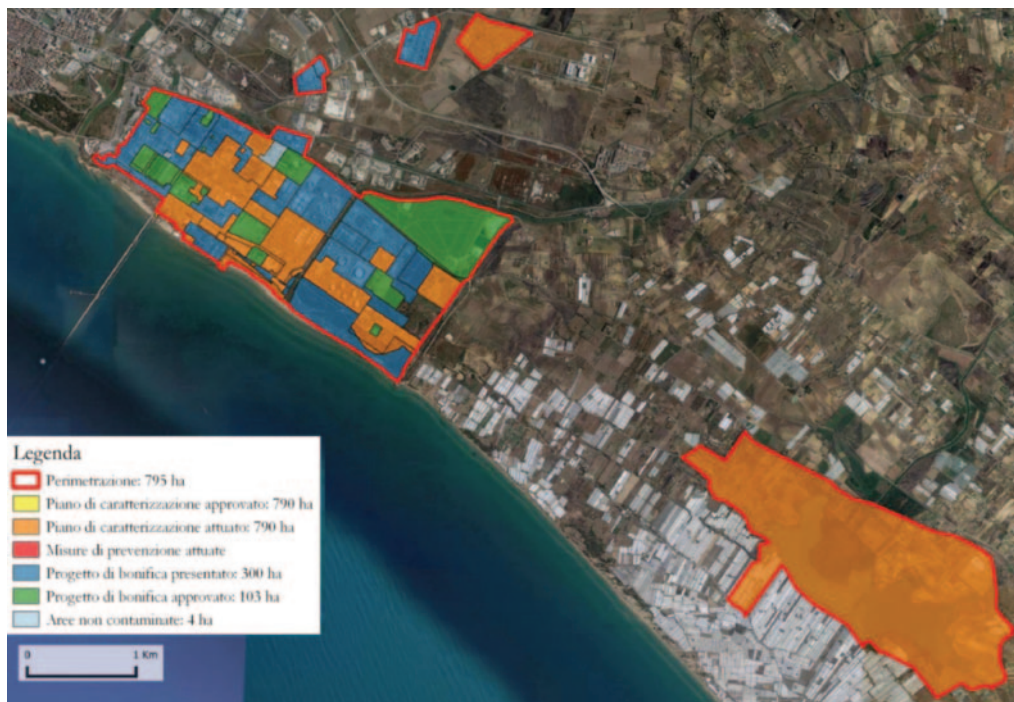 Legenda
Perimetrazione: 795 ha
Piano di caratterizzazione approvato: 790 ha
Piano di caratterizzazione attuato: 790 ha
Misure di prevenzione attuate
Progetto di bonifica presentato: 300 ha
Progetto di bonifica approvato: 103 ha
Aree non contaminate: 4 ha
0 1 Km